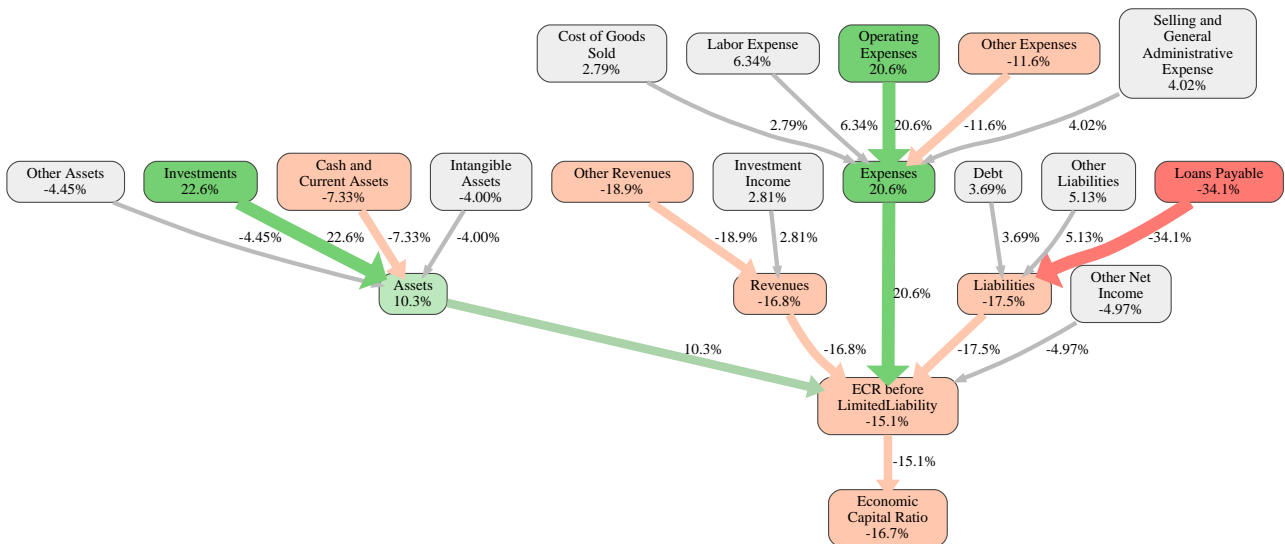 Cost of Goods
Sold
2.79%
Labor Expense
6.34%
Operating
Expenses
20.6%
Other Expenses
-11.6%
Selling and
General
Administrative
Expense
4.02%
2.79%
6.34%
20.6%
-11.6%
4.02%
Other Assets
-4.45%
Investments
22.6%
Cash and
Current Assets
-7.33%
Intangible
Assets
-4.00%
Other Revenues
-18.9%
Investment
Income
2.81%
Expenses
20.6%
Debt
3.69%
Other
Liabilities
5.13%
Loans Payable
-34.1%
-4.45%
22.6%
-7.33%
-4.00%
-18.9%
2.81%
3.69%
5.13%
-34.1%
Assets
10.3%
Revenues
-16.8%
20.6%
Liabilities
-17.5%
Other Net
Income
-4.97%
10.3%
-16.8%
-17.5%
-4.97%
ECR before
LimitedLiability
-15.1%
-15.1%
Economic
Capital Ratio
-16.7%